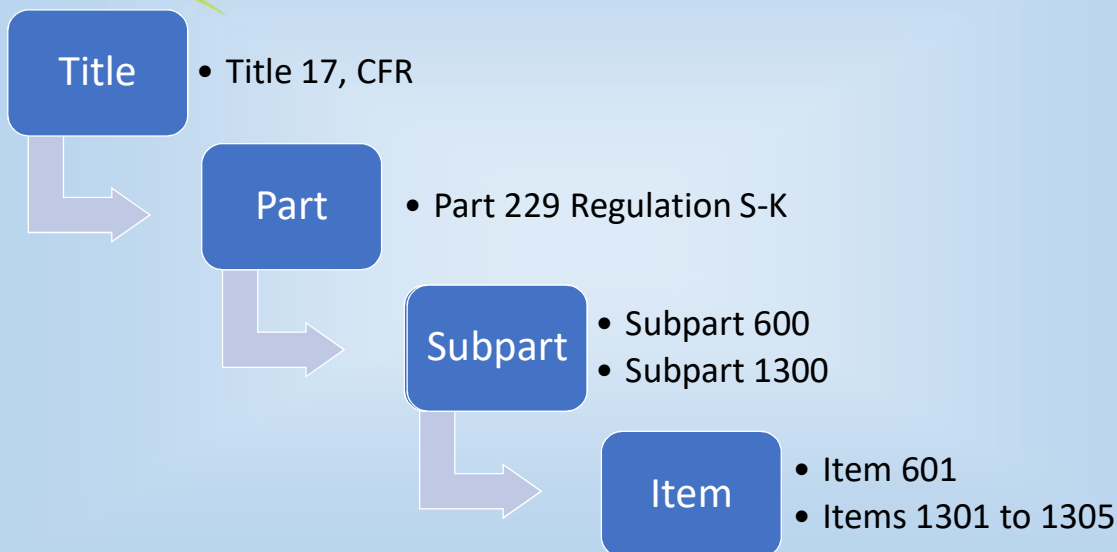 Title
• Title 17, CFR
Part
• Part 229 Regulation S-K
Subpart
• Subpart 600
• Subpart 1300
Item
• Item 601
• Items 1301 to 1305